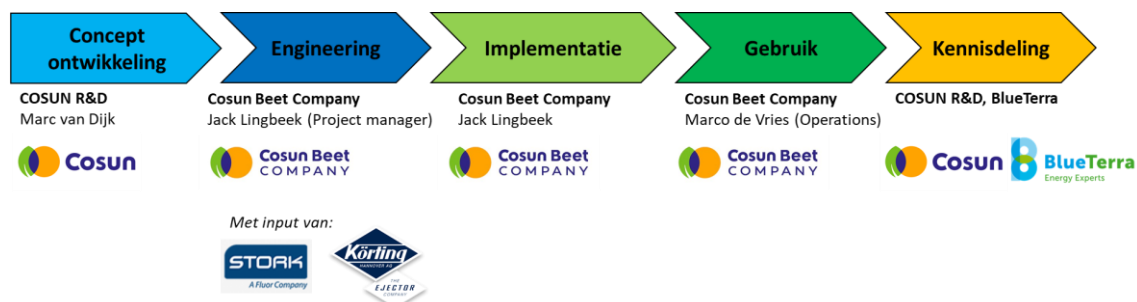 Concept
ontwikkeling
Engineering
Implementatie
Gebruik
Kennisdeling
COSUN R&D
Marc van Dijk
Cosun
Cosun Beet Company
Jack Lingbeek (Project manager)
Cosun Beet
COMPANY
Cosun Beet Company
Jack Lingbeek
Cosun Beet
COMPANY
Cosun Beet Company
Marco de Vries (Operations)
Cosun Beet
COMPANY
COSUN R&D, BlueTerra
Cosun
BlueTerra
Energy Experts
Met input van:
STORK
A Fluor Company
Körting
HANNOVER AG
THE
EJECTOR
COMPANY